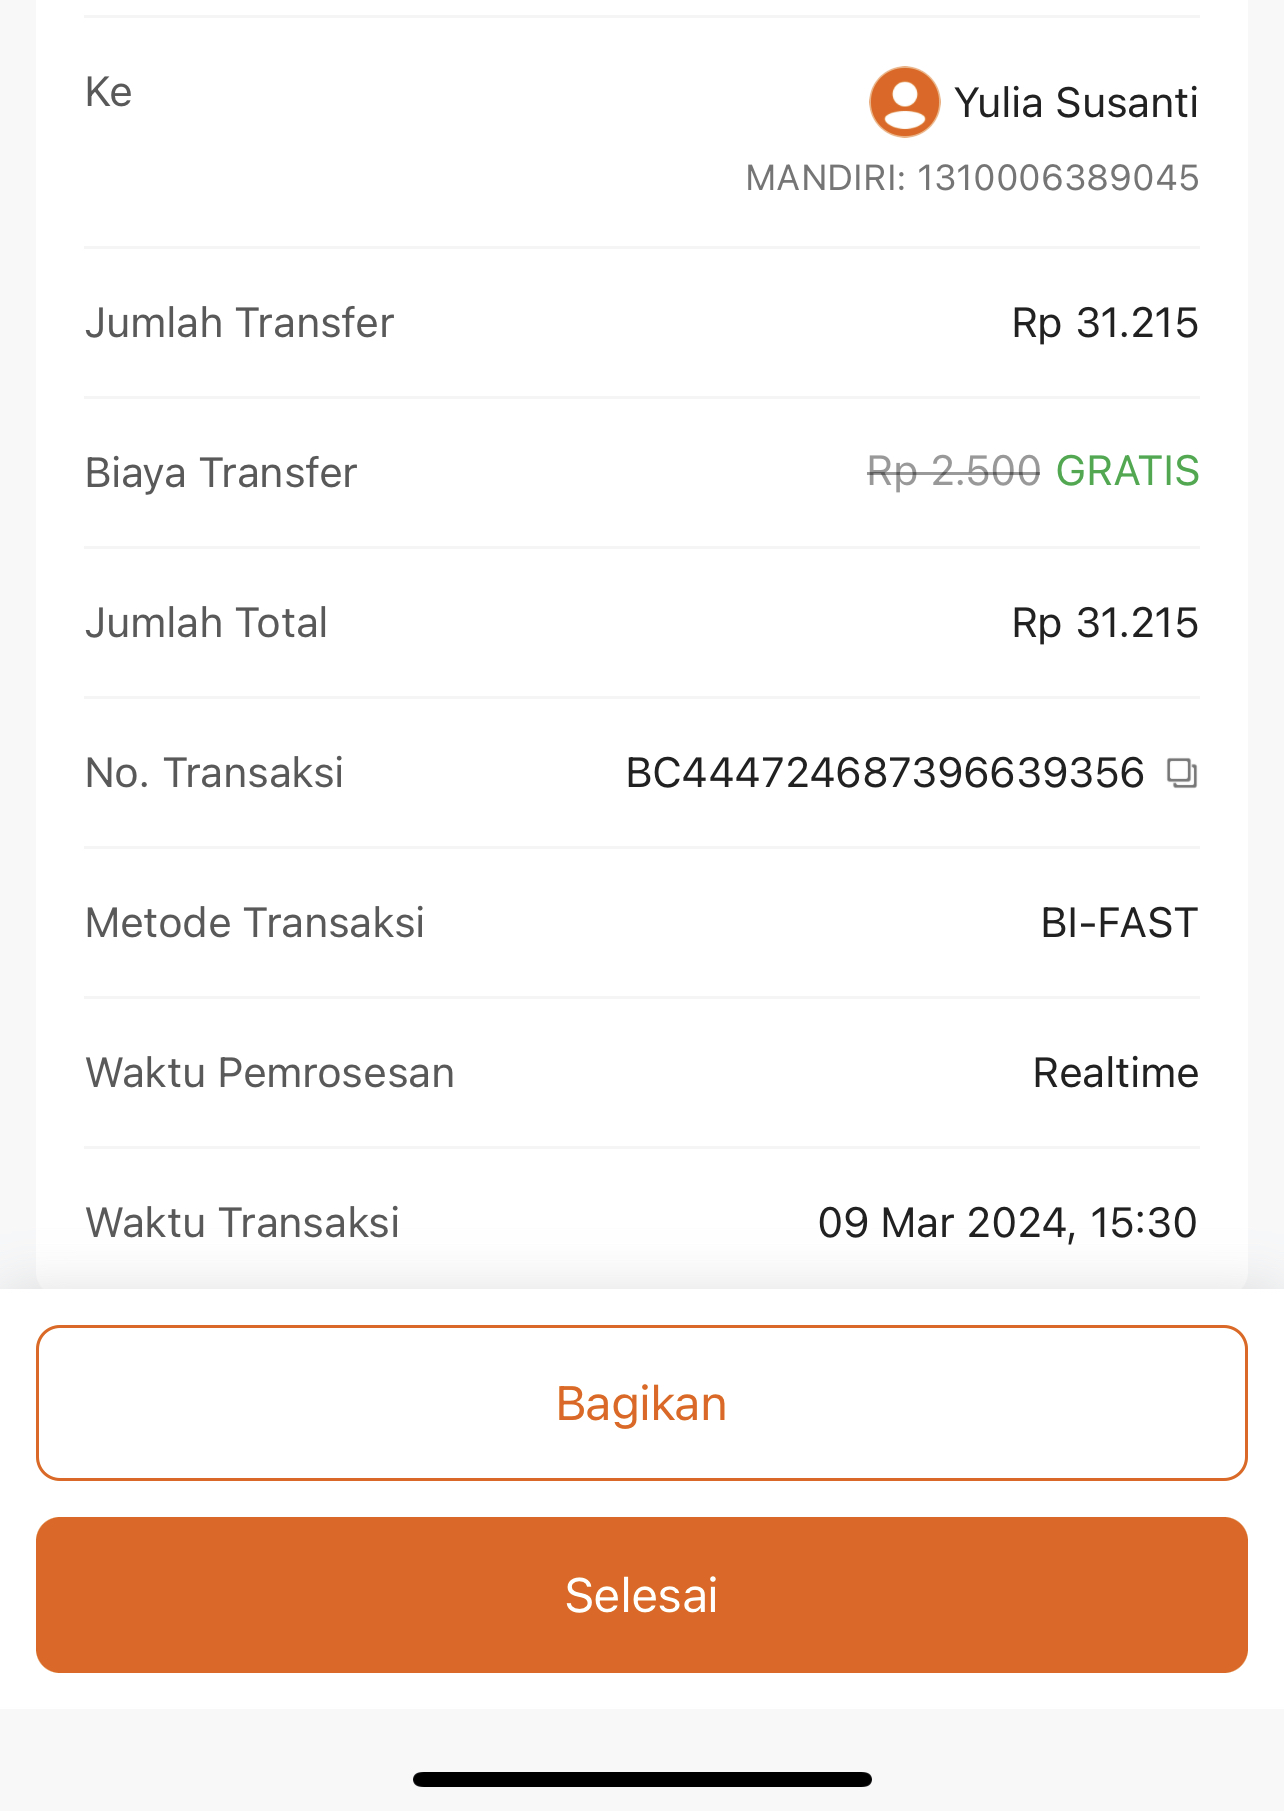 Ke
Yulia Susanti
MANDIRI: 1310006389045
Jumlah Transfer Rp 31.215
Biaya Transfer Rp 2.500 GRATIS
Jumlah Total Rp 31.215
No. Transaksi BC444724687396639356
Metode Transaksi BI-FAST
Waktu Pemrosesan Realtime
Waktu Transaksi 09 Mar 2024, 15:30
Bagikan
Selesai